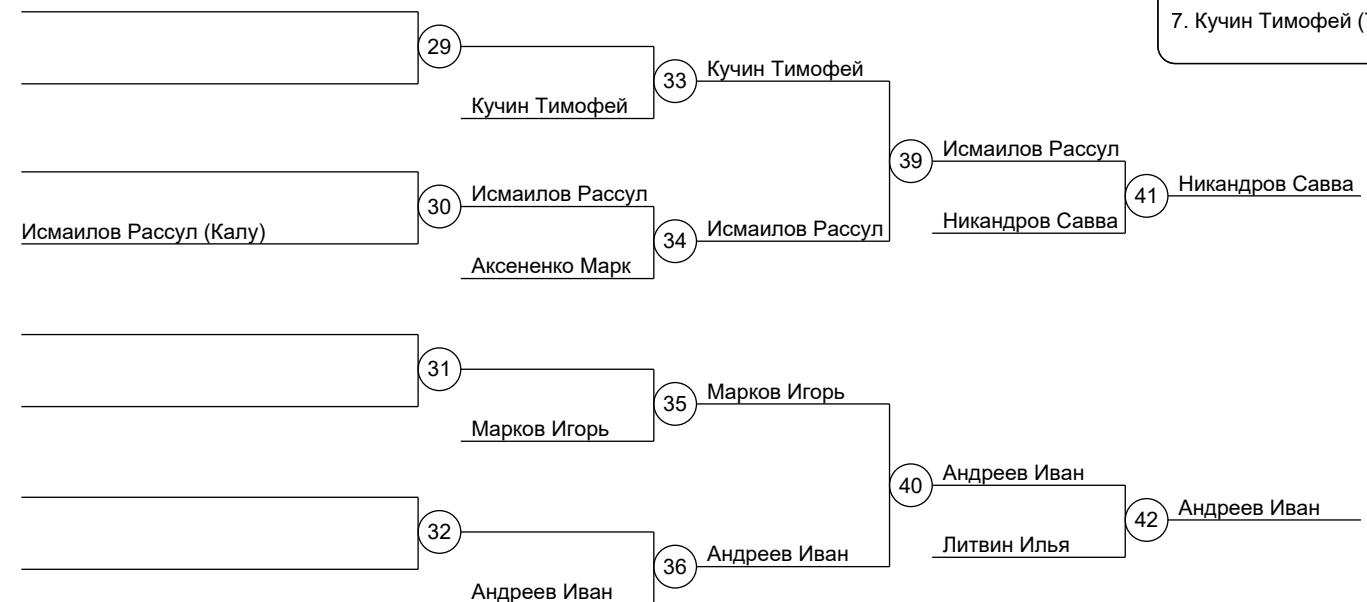 7. Кучин Тимофей (
29
33
Кучин Тимофей
Кучин Тимофей
39
Исмаилов Рассул
30
Исмаилов Рассул
41
Никандров Савва
Исмаилов Рассул (Калу)
34
Исмаилов Рассул
Никандров Савва
Аксененко Марк
31
35
Марков Игорь
Марков Игорь
40
Андреев Иван
32
42
Андреев Иван
36
Андреев Иван
Литвин Илья
Андреев Иван